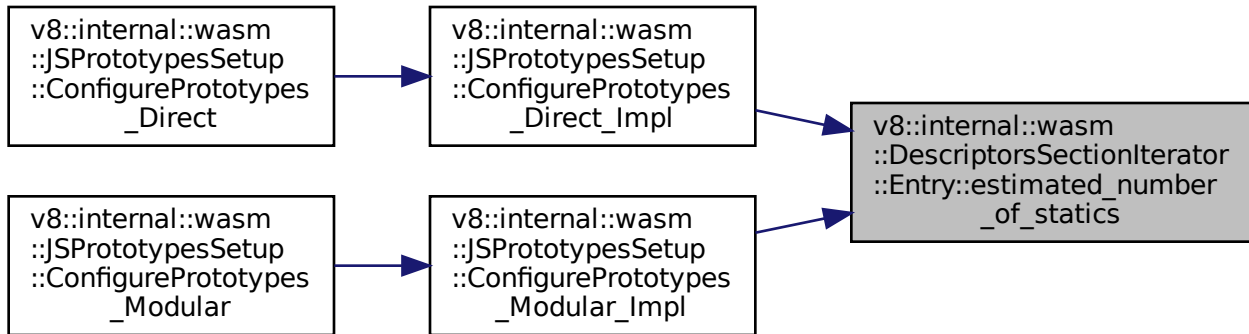 v8::internal::wasm
::JSPrototypesSetup
::ConfigurePrototypes
_Direct
v8::internal::wasm
::JSPrototypesSetup
::ConfigurePrototypes
_Direct_Impl
v8::internal::wasm
::DescriptorsSectionIterator
::Entry::estimated_number
_of_statics
v8::internal::wasm
::JSPrototypesSetup
::ConfigurePrototypes
_Modular
v8::internal::wasm
::JSPrototypesSetup
::ConfigurePrototypes
_Modular_Impl